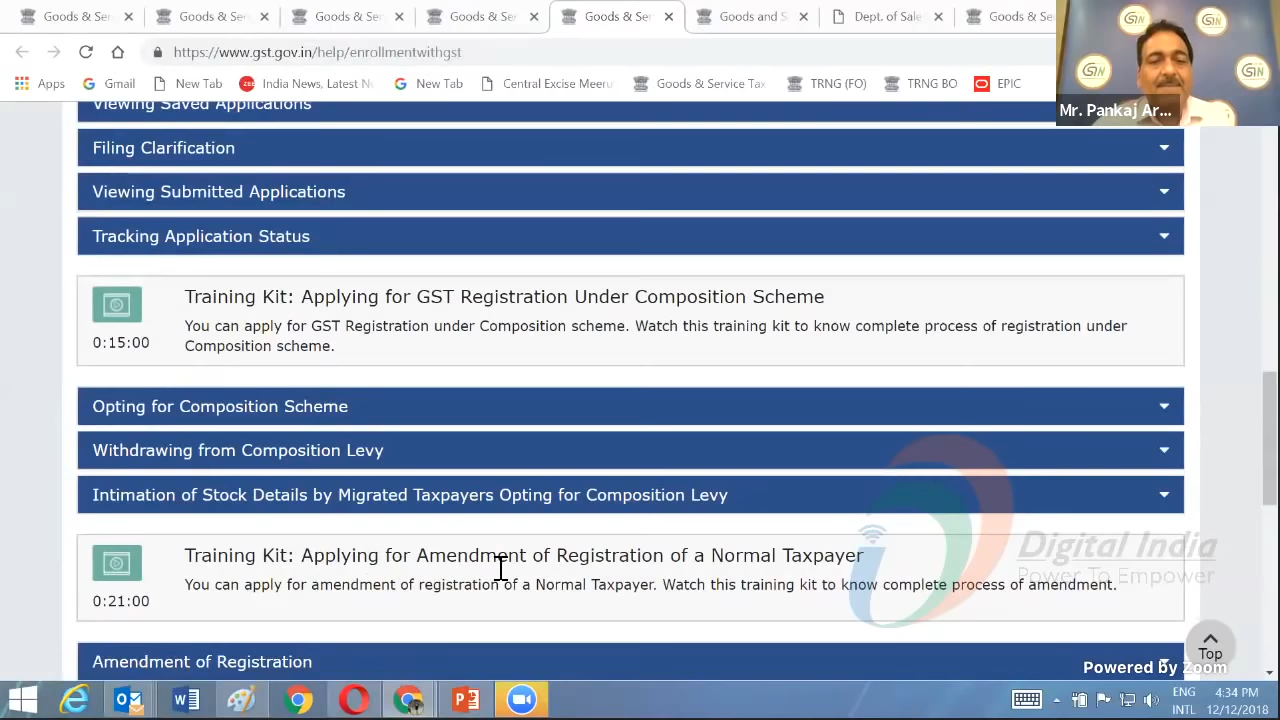 Goods & Ser
Goods & Ser
Goods & Ser
Goods & Ser
Goods & Ser
Goods and S
Dept. of Sale
Goods & Se
https://www.gst.gov.in/help/enrollmentwithgst
Apps
Gmail
New Tab
India News, Latest N
New Tab
Central Excise Meeru
Goods & Service Tax
TRNG (FO)
TRNG BO
EPIC
Mr. Pankaj Ar...
Viewing Saved Applications
Filing Clarification
Viewing Submitted Applications
Tracking Application Status
Training Kit: Applying for GST Registration Under Composition Scheme
You can apply for GST Registration under Composition scheme. Watch this training kit to know complete process of registration under
Composition scheme.
0:15:00
Opting for Composition Scheme
Withdrawing from Composition Levy
Intimation of Stock Details by Migrated Taxpayers Opting for Composition Levy
Training Kit: Applying for Amendment of Registration of a Normal Taxpayer
You can apply for amendment of registration of a Normal Taxpayer. Watch this training kit to know complete process of amendment.
0:21:00
Digital India
Power To Empower
Amendment of Registration
Top
Powered by Zoom
ENG
INTL
4:34 PM
12/12/2018